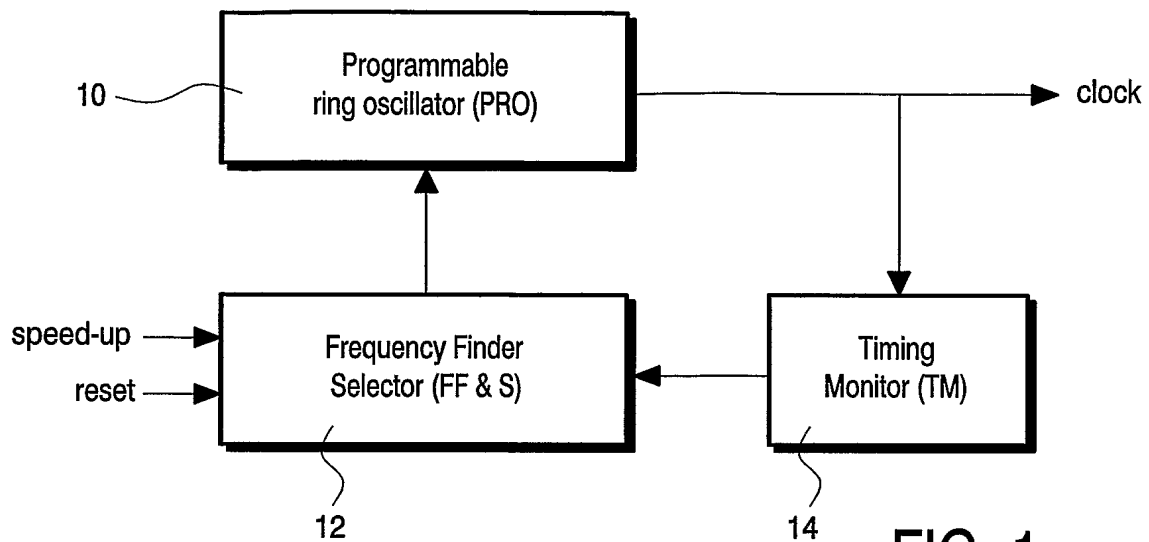 Programmable
ring oscillator (PRO)
10
clock
speed-up
reset
Frequency Finder
Selector (FF & S)
Timing
Monitor (TM)
12
14
FIG. 1